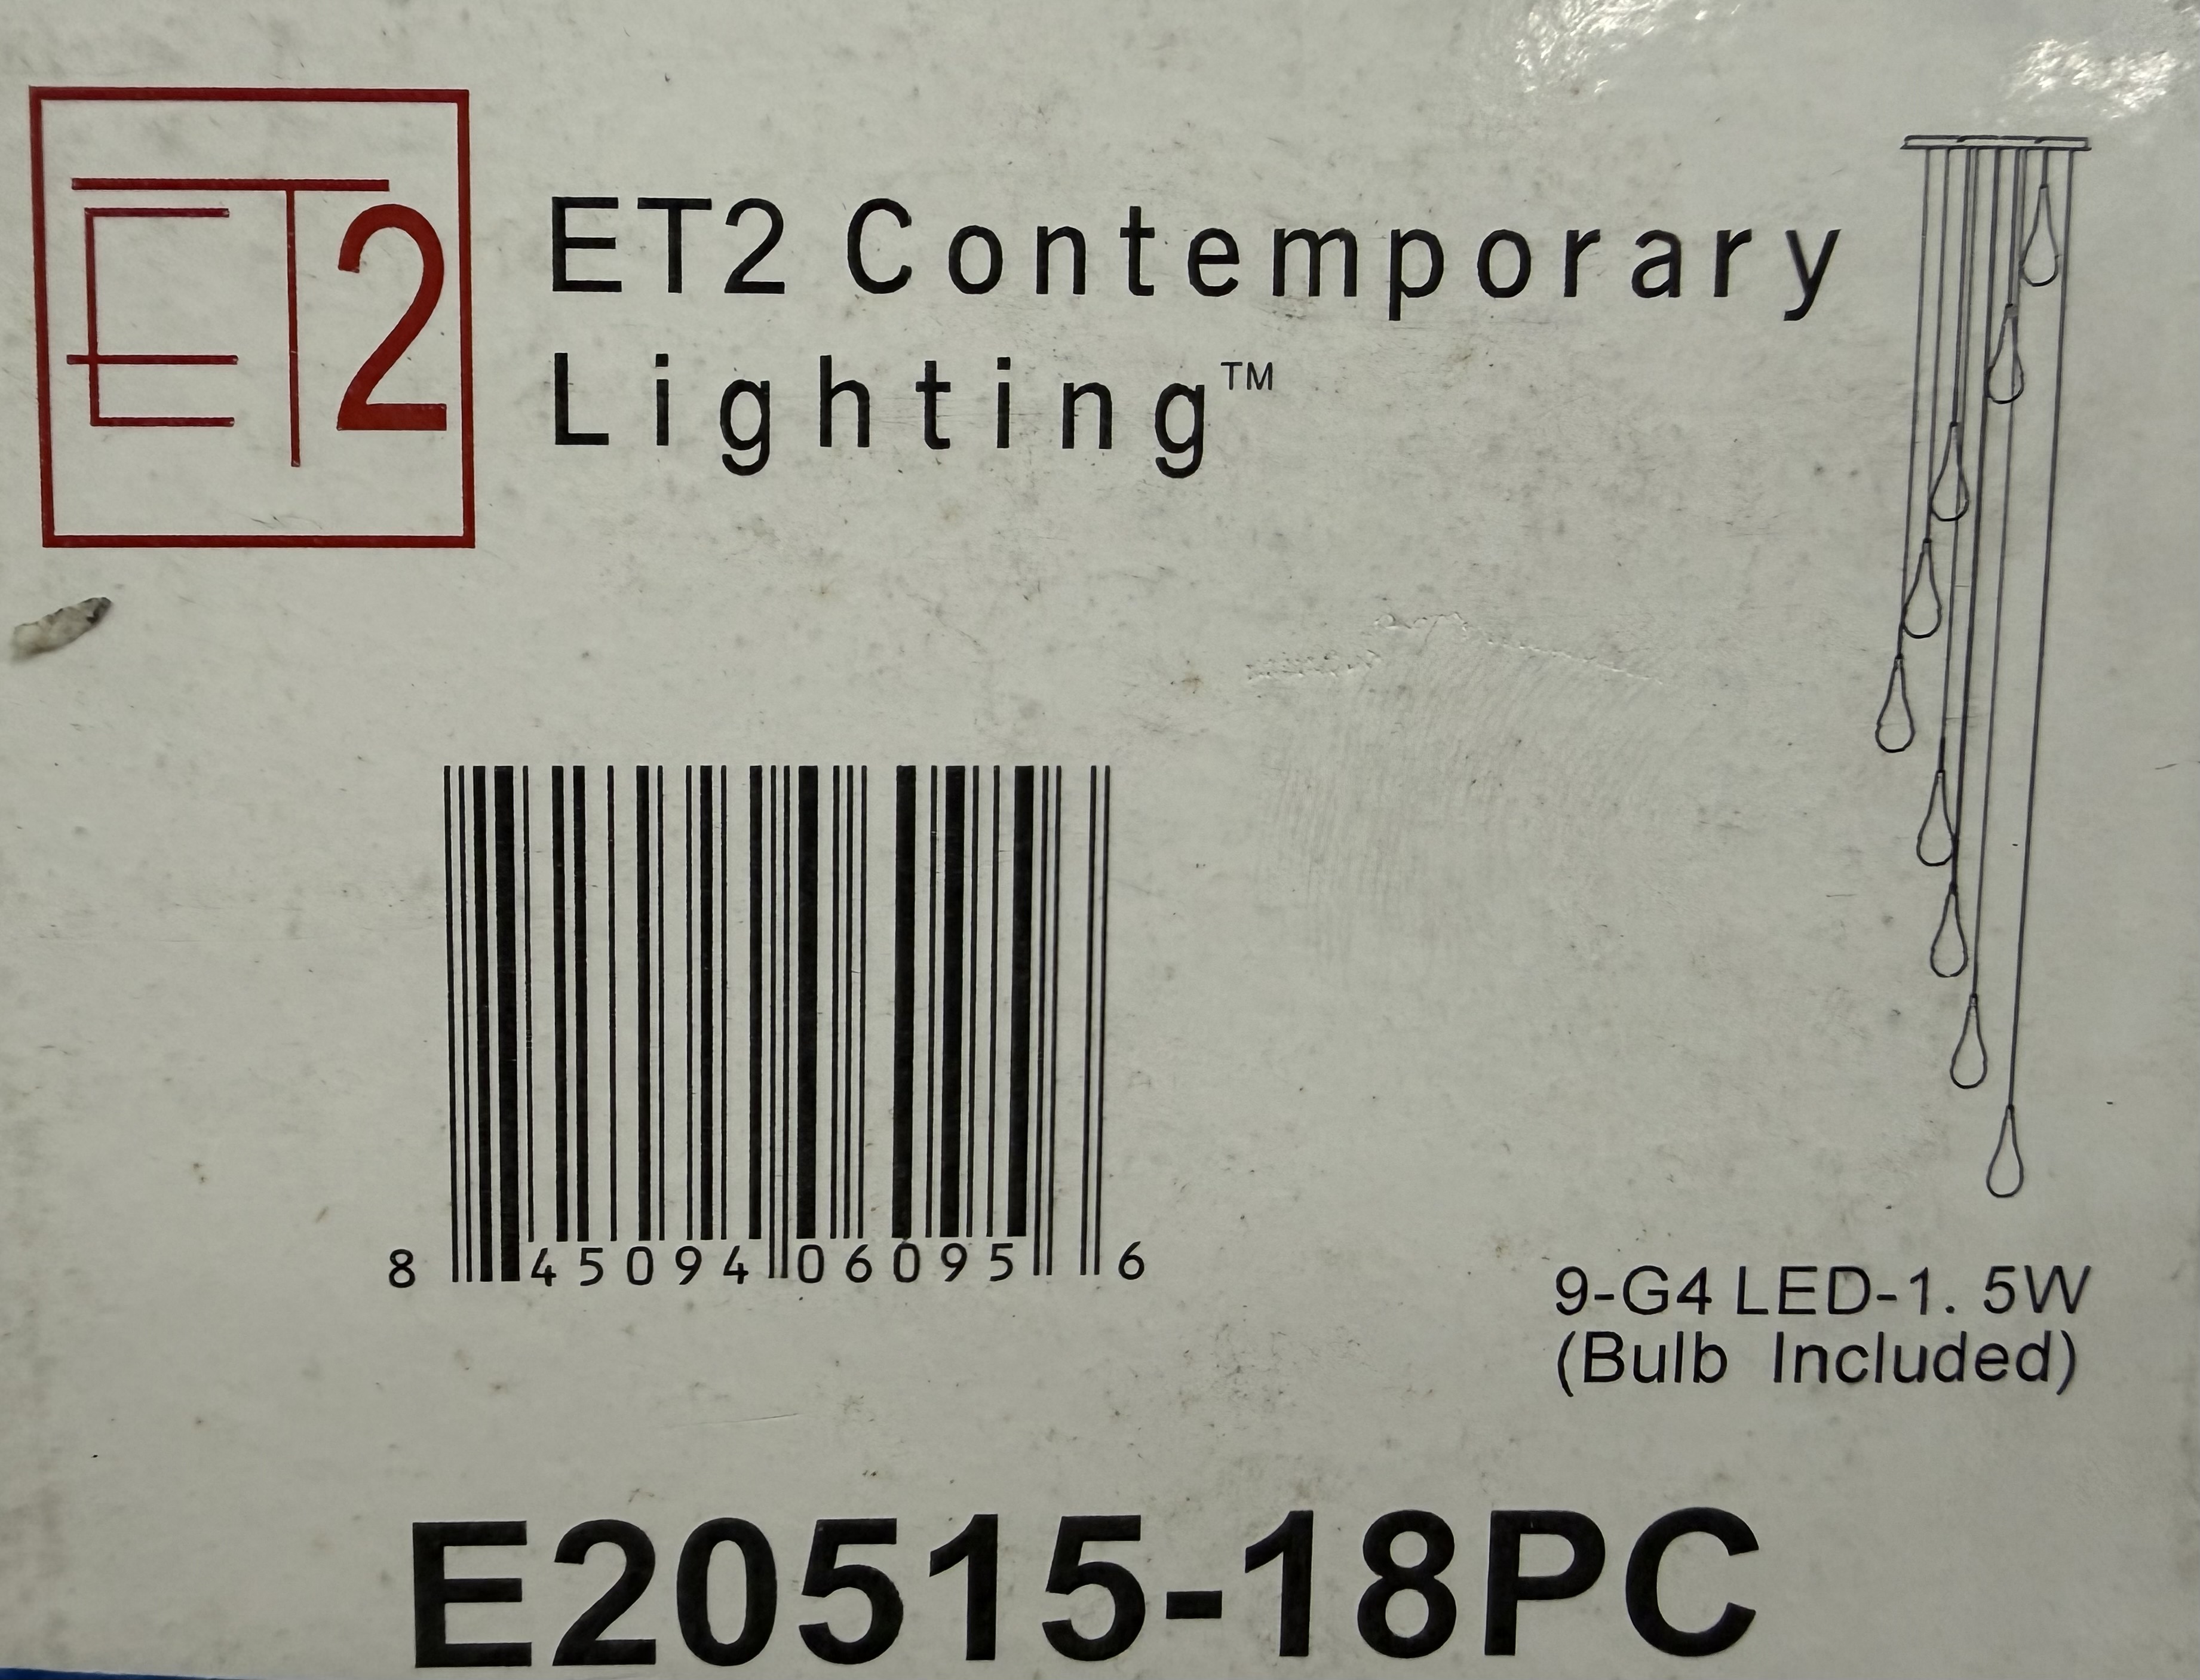 ET2
ET2 Contemporary
Lighting™
8 45094 06095 6
9-G4 LED-1. 5W
(Bulb Included)
E20515-18PC